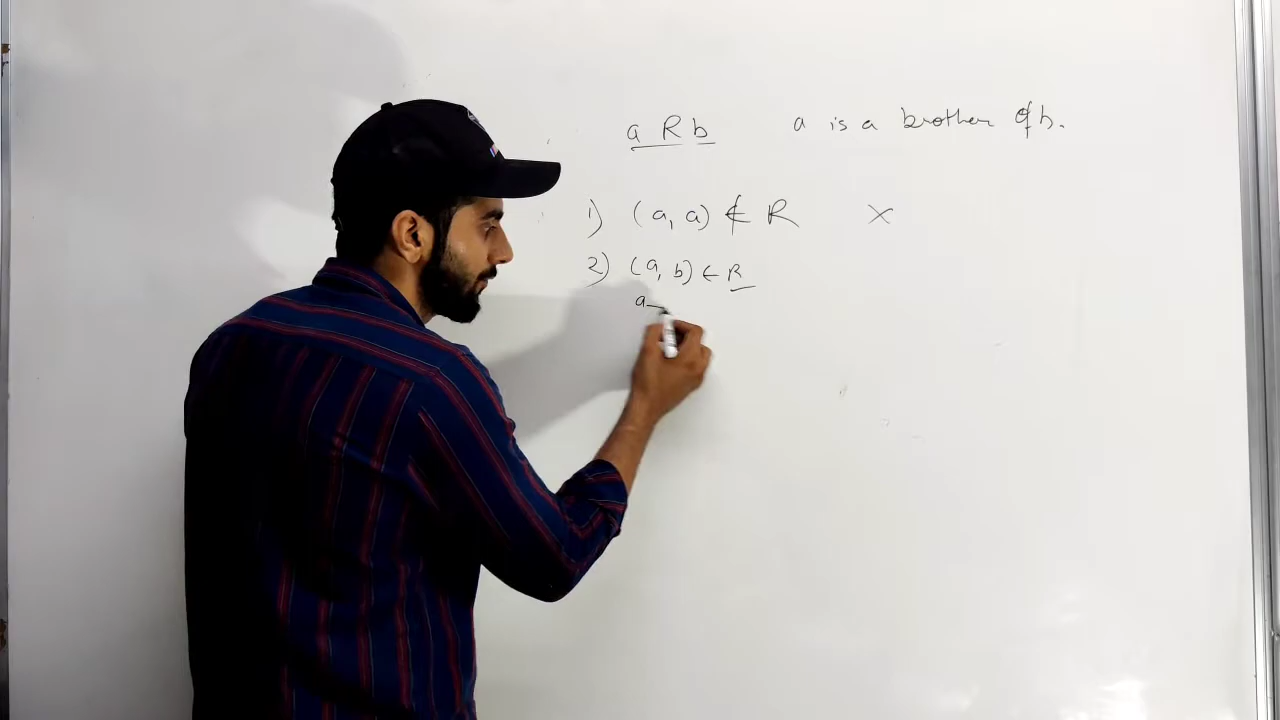 a R b a is a brother of b.
1) (a, a) ∉ R ×
2) (a, b) ∈ R
a